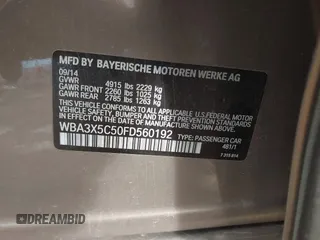 MFD BY BAYERISCHE MOTOREN WERKE AG
09/14
GVWR 4915 lbs 2229 kg
GAWR FRONT 2260 lbs 1025 kg
GAWR REAR 2785 lbs 1263 kg
THIS VEHICLE CONFORMS TO ALL APPLICABLE U.S.FEDERAL MOTOR
VEHICLE SAFETY, BUMPER, AND THEFT PREVENTION STANDARDS
IN EFFECT ON THE DATE OF MANUFACTURE SHOWN ABOVE.
WBA3X5C50FD560192 TYPE: PASSENGER CAR
481/1
DREAMBID